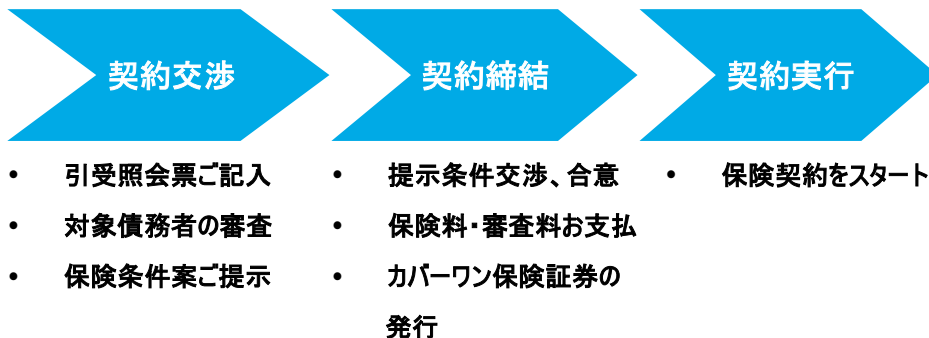 契約交渉
契約締結
契約実行
• 引受照会票ご記入
• 対象債務者の審査
• 保険条件案ご提示
• 提示条件交渉、合意
• 保険料・審査料お支払
• カバーワン保険証券の
発行
• 保険契約をスタート